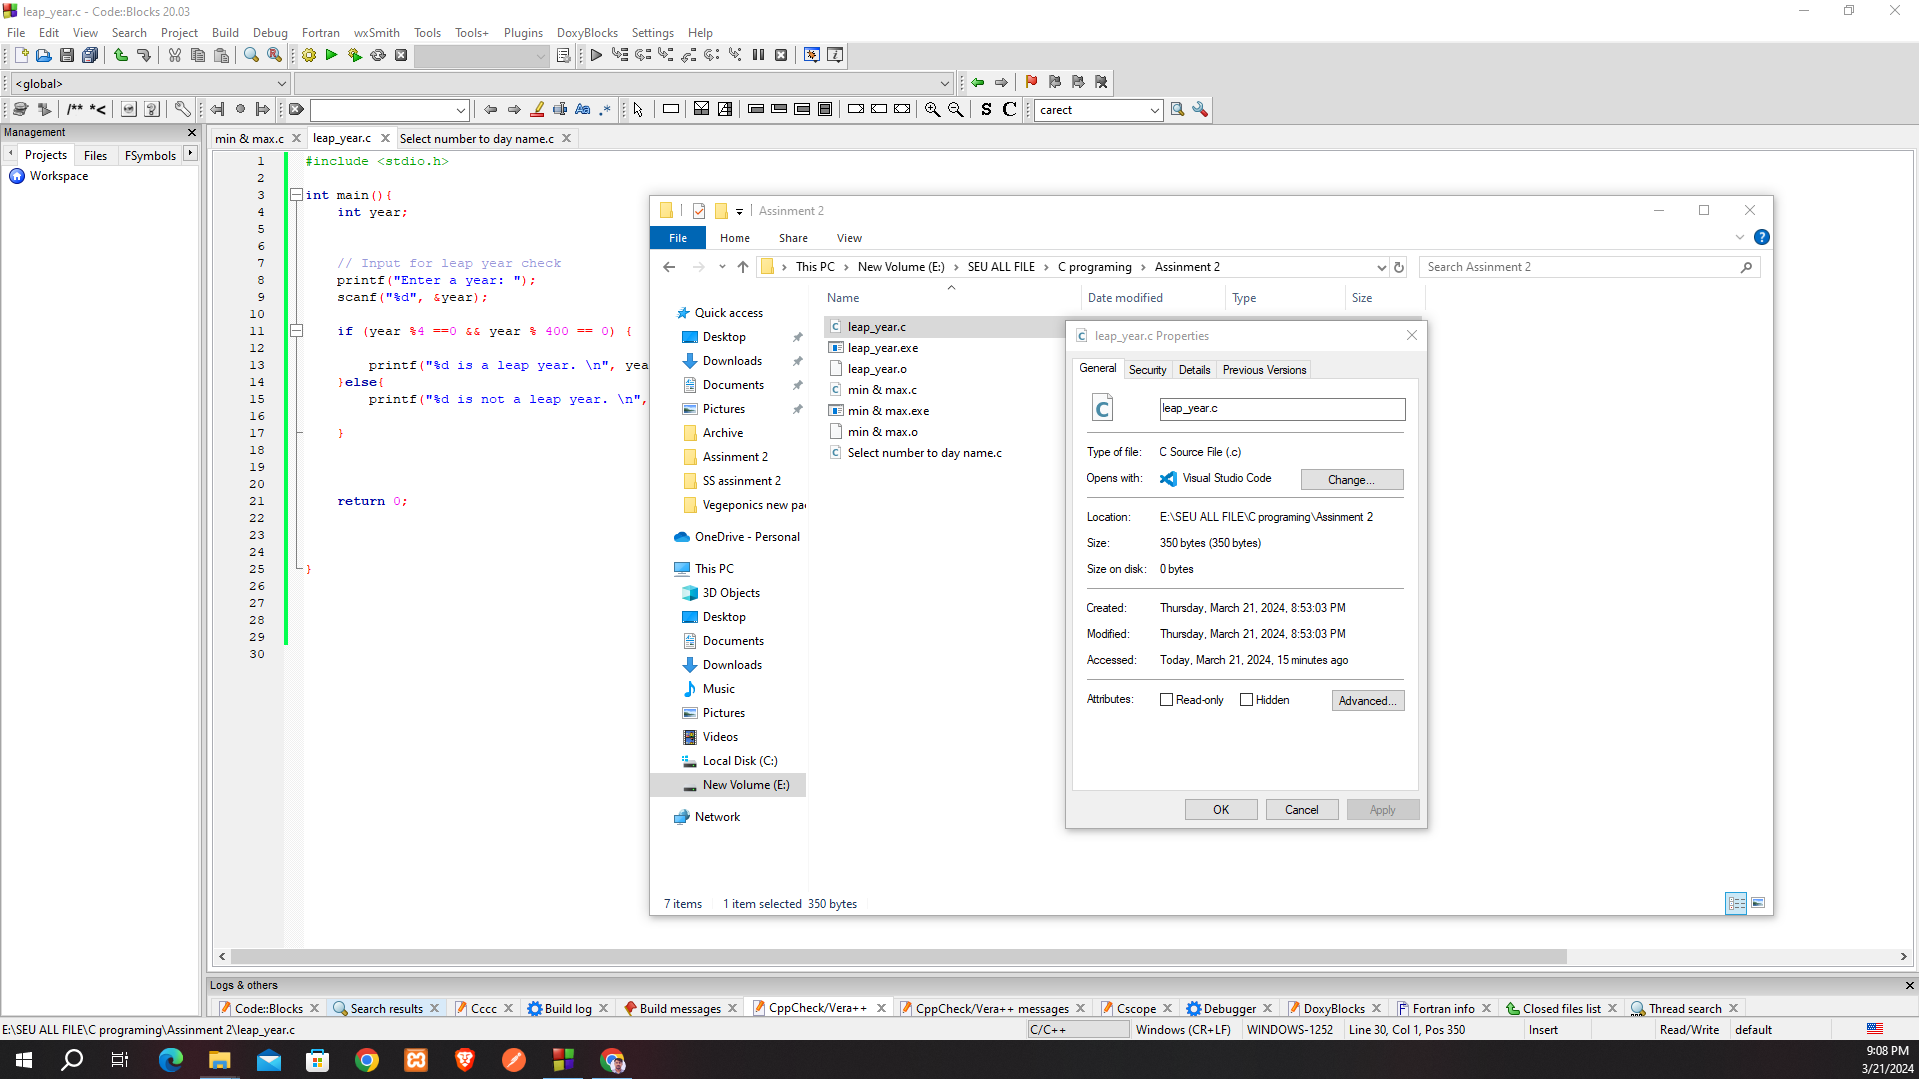 leap_year.c - Code::Blocks 20.03
File Edit View Search Project Build Debug Fortran wxSmith Tools Tools+ Plugins DoxyBlocks Settings Help
<global>
/** *< Aa .* S C carect
Management
min & max.c leap_year.c Select number to day name.c
Projects Files FSymbols
Workspace
1 #include <stdio.h>
2
3 int main(){
4 int year;
5
6
7 // Input for leap year check
8 printf("Enter a year: ");
9 scanf("%d", &year);
10
11 if (year %4 ==0 && year % 400 == 0) {
12
13 printf("%d is a leap year. \n", yea
14 }else{
15 printf("%d is not a leap year. \n",
16
17 }
18
19
20
21 return 0;
22
23
24
25 }
26
27
28
29
30
Assinment 2
File Home Share View
This PC New Volume (E:) SEU ALL FILE C programing Assinment 2
Search Assinment 2
Quick access
Desktop
Downloads
Documents
Pictures
Archive
Assinment 2
SS assinment 2
Vegeponics new pa
OneDrive - Personal
This PC
3D Objects
Desktop
Documents
Downloads
Music
Pictures
Videos
Local Disk (C:)
New Volume (E:)
Network
Name Date modified Type Size
leap_year.c
leap_year.exe
leap_year.o
min & max.c
min & max.exe
min & max.o
Select number to day name.c
7 items 1 item selected 350 bytes
leap_year.c Properties
General Security Details Previous Versions
leap_year.c
Type of file: C Source File (.c)
Opens with: Visual Studio Code Change...
Location: E:\SEU ALL FILE\C programing\Assinment 2
Size: 350 bytes (350 bytes)
Size on disk: 0 bytes
Created: Thursday, March 21, 2024, 8:53:03 PM
Modified: Thursday, March 21, 2024, 8:53:03 PM
Accessed: Today, March 21, 2024, 15 minutes ago
Attributes: Read-only Hidden Advanced...
OK Cancel Apply
Logs & others
Code::Blocks Search results Cccc Build log Build messages CppCheck/Vera++ CppCheck/Vera++ messages Cscope Debugger DoxyBlocks Fortran info Closed files list Thread search
E:\SEU ALL FILE\C programing\Assinment 2\leap_year.c C/C++ Windows (CR+LF) WINDOWS-1252 Line 30, Col 1, Pos 350 Insert Read/Write default
9:08 PM
3/21/2024